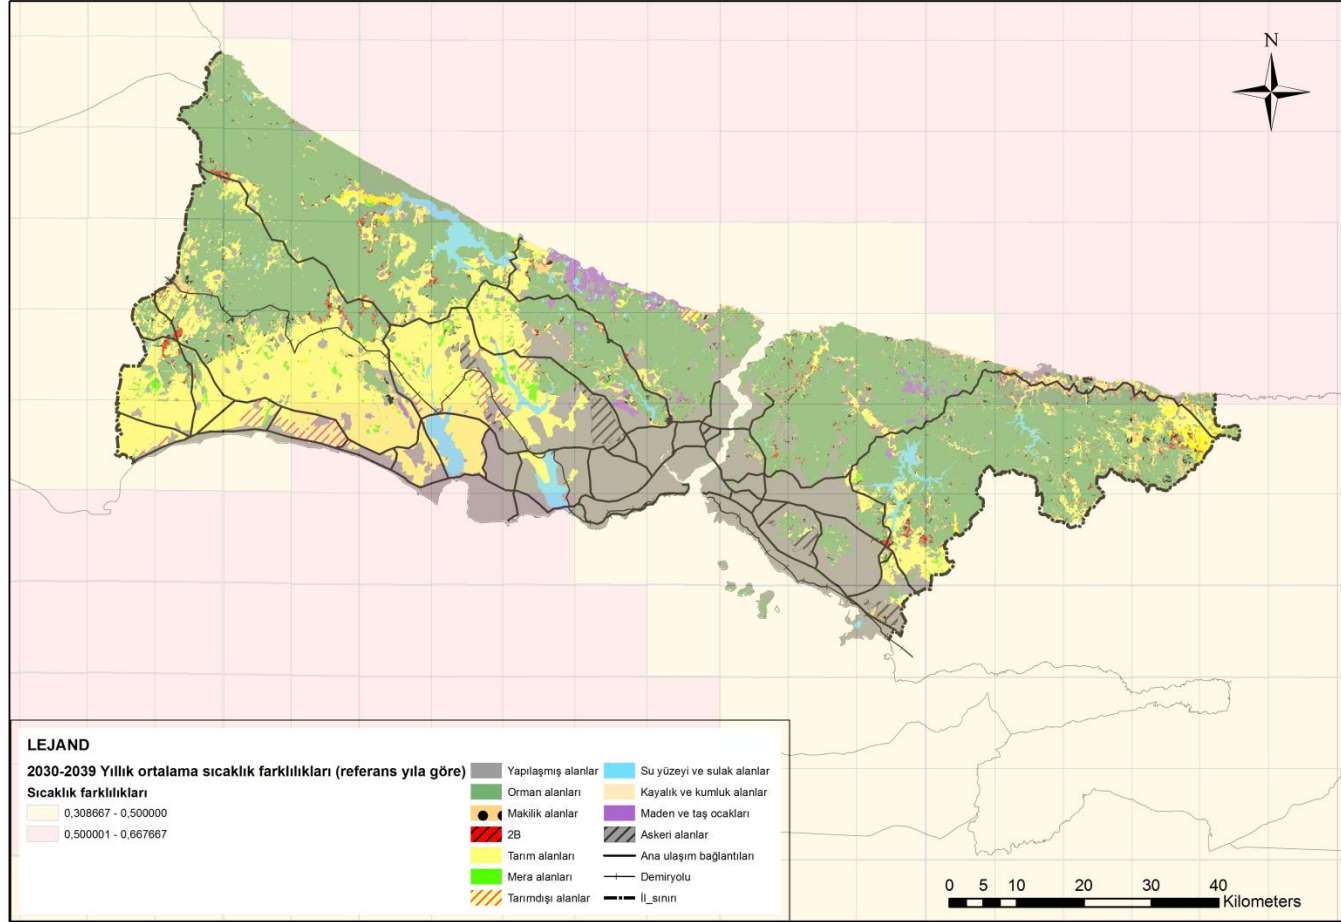 N
LEJAND
2030-2039 Yıllık ortalama sıcaklık farklılıkları (referans yıla göre)
Sıcaklık farklılıkları
0,308667 - 0,500000
0,500001 - 0,667667
Yapılaşmış alanlar
Orman alanları
Makilik alanlar
2B
Tarım alanları
Mera alanları
Tarımdışı alanlar
Su yüzeyi ve sulak alanlar
Kayalık ve kumluk alanlar
Maden ve taş ocakları
Askeri alanlar
Ana ulaşım bağlantıları
Demiryolu
İl_sınırı
0 5 10 20 30 40
Kilometers